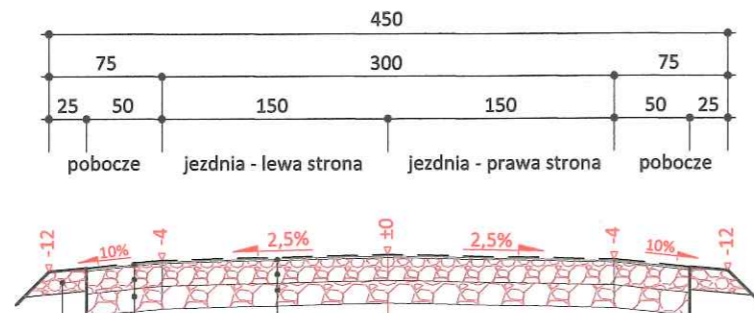 450
75 300 75
25 50 150 150 50 25
pobocze jezdnia - lewa strona jezdnia - prawa strona pobocze
-12 10% -4 2,5% ±0 2,5% -4 10% -12